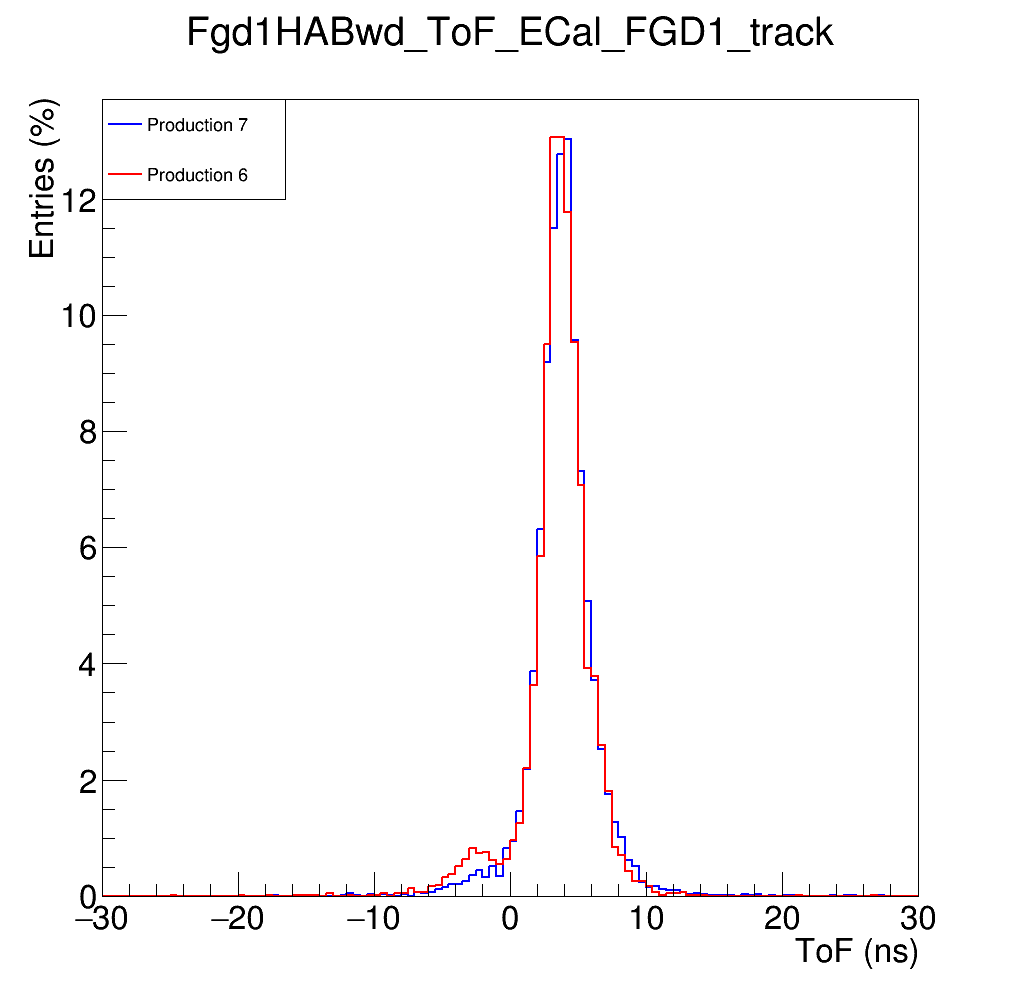 Fgd1HABwd_ToF_ECal_FGD1_track
Entries (%)
Production 7
Production 6
12
10
8
6
4
2
0
−30 −20 −10 0 10 20 30
ToF (ns)